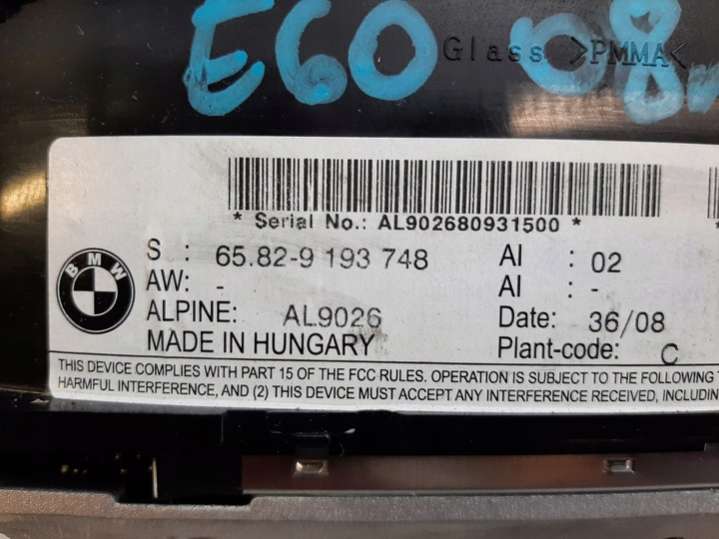 E60 08
Glass >PMMA<
* Serial No.: AL902680931500 *
BMW
S : 65.82-9 193 748 AI : 02
AW: - AI : -
ALPINE: AL9026 Date: 36/08
MADE IN HUNGARY Plant-code: C
THIS DEVICE COMPLIES WITH PART 15 OF THE FCC RULES. OPERATION IS SUBJECT TO THE FOLLOWING
HARMFUL INTERFERENCE, AND (2) THIS DEVICE MUST ACCEPT ANY INTERFERENCE RECEIVED, INCLUDIN